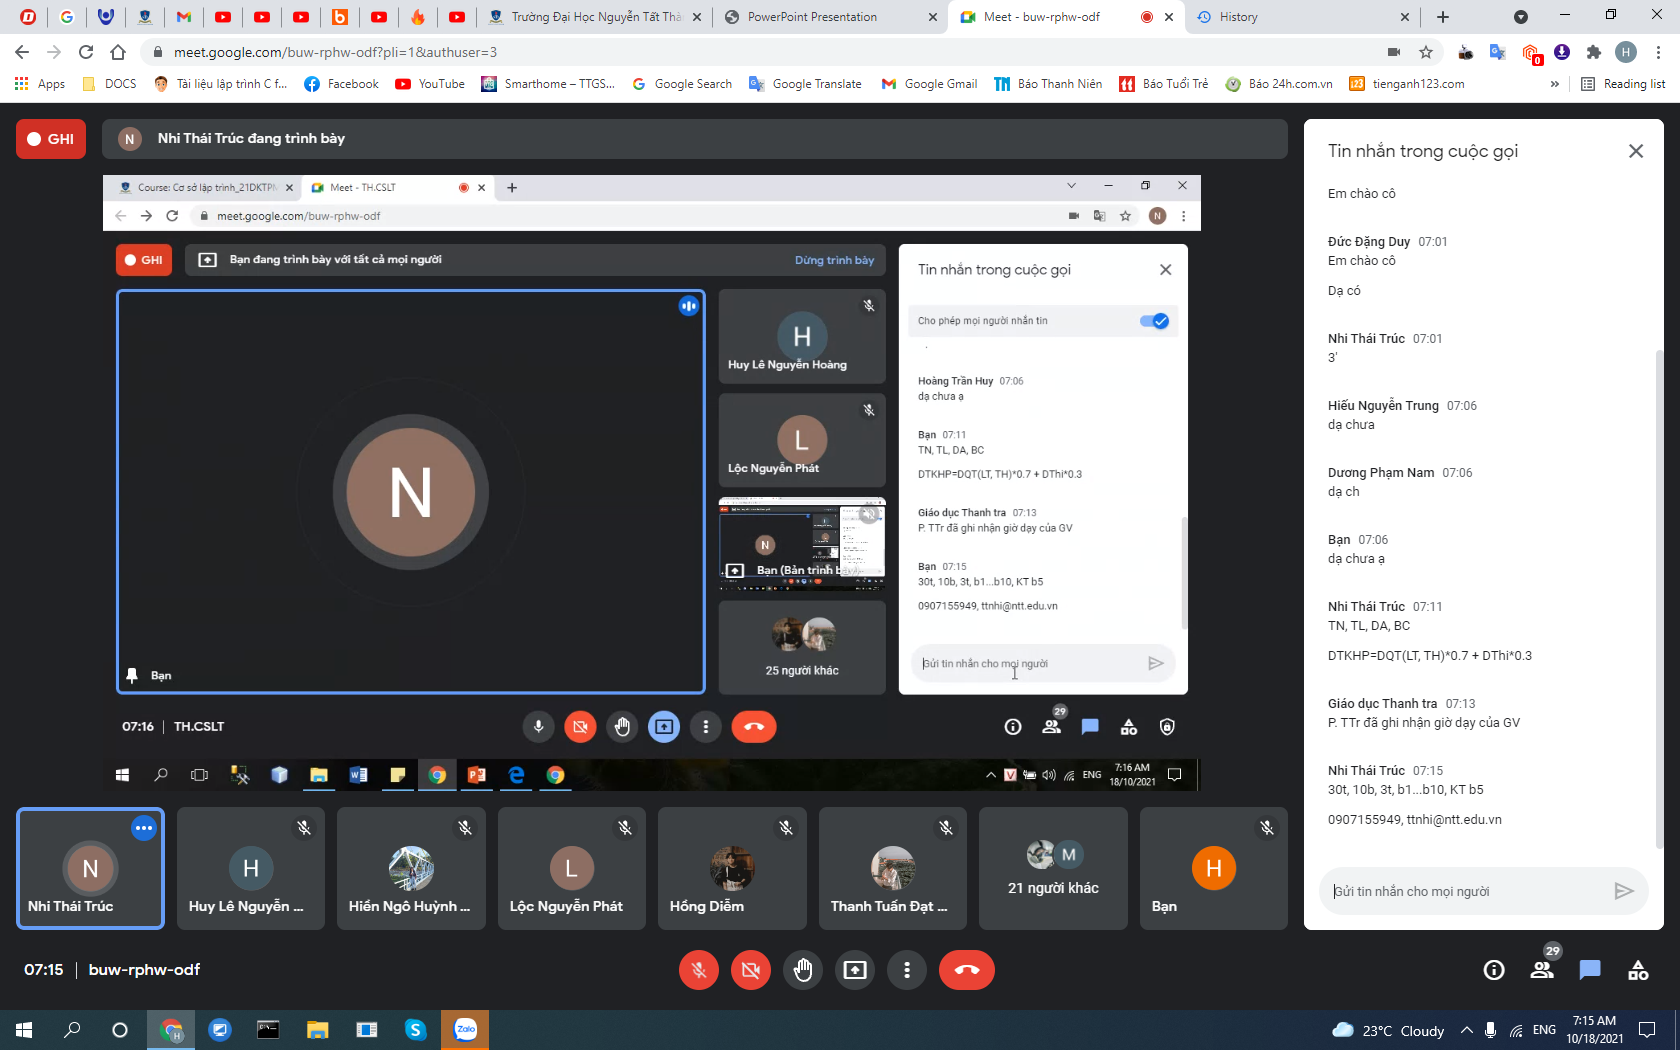 Trường Đại Học Nguyễn Tất Thà
PowerPoint Presentation
Meet - buw-rphw-odf
History
meet.google.com/buw-rphw-odf?pli=1&authuser=3
0
H
Apps
DOCS
Tài liệu lập trình C f...
Facebook
YouTube
Smarthome – TTGS...
Google Search
Google Translate
Google Gmail
Báo Thanh Niên
Báo Tuổi Trẻ
Báo 24h.com.vn
tienganh123.com
»
Reading list
GHI
N
Nhi Thái Trúc đang trình bày
Course: Cơ sở lập trình_21DKTPM
Meet - TH.CSLT
meet.google.com/buw-rphw-odf
N
GHI
Bạn đang trình bày với tất cả mọi người
Dừng trình bày
N
Bạn
H
Huy Lê Nguyễn Hoàng
L
Lộc Nguyễn Phát
N
Bạn (Bản trình bày)
25 người khác
Tin nhắn trong cuộc gọi
Cho phép mọi người nhắn tin
Hoàng Trần Huy 07:06
dạ chưa ạ
Bạn 07:11
TN, TL, DA, BC
DTKHP=DQT(LT, TH)*0.7 + DThi*0.3
Giáo dục Thanh tra 07:13
P. TTr đã ghi nhận giờ dạy của GV
Bạn 07:15
30t, 10b, 3t, b1...b10, KT b5
0907155949, ttnhi@ntt.edu.vn
Gửi tin nhắn cho mọi người
07:16 | TH.CSLT
29
ENG
7:16 AM
18/10/2021
Tin nhắn trong cuộc gọi
Em chào cô
Đức Đặng Duy 07:01
Em chào cô
Dạ có
Nhi Thái Trúc 07:01
3'
Hiếu Nguyễn Trung 07:06
dạ chưa
Dương Phạm Nam 07:06
dạ ch
Bạn 07:06
dạ chưa ạ
Nhi Thái Trúc 07:11
TN, TL, DA, BC
DTKHP=DQT(LT, TH)*0.7 + DThi*0.3
Giáo dục Thanh tra 07:13
P. TTr đã ghi nhận giờ dạy của GV
Nhi Thái Trúc 07:15
30t, 10b, 3t, b1...b10, KT b5
0907155949, ttnhi@ntt.edu.vn
Gửi tin nhắn cho mọi người
N
Nhi Thái Trúc
H
Huy Lê Nguyễn ...
Hiền Ngô Huỳnh ...
L
Lộc Nguyễn Phát
Hồng Diễm
Thanh Tuấn Đạt ...
M
21 người khác
H
Bạn
07:15 | buw-rphw-odf
29
Zalo
23°C Cloudy
ENG
7:15 AM
10/18/2021